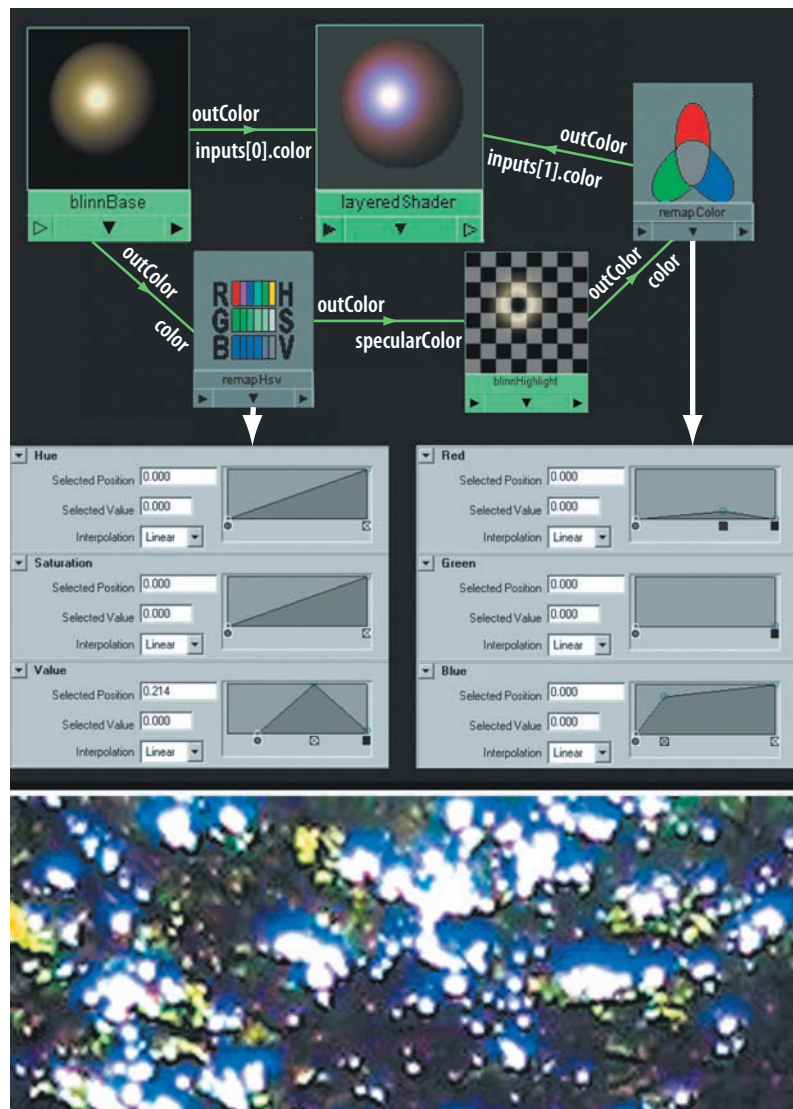 outColor
inputs[0].color
outColor
inputs[1].color
blinnBase
layeredShader
remapColor
outColor
color
outColor
specularColor
outColor
color
R H
G S
B V
remapHsv
blinnHighlight
Hue
Selected Position 0.000
Selected Value 0.000
Interpolation Linear
Saturation
Selected Position 0.000
Selected Value 0.000
Interpolation Linear
Value
Selected Position 0.214
Selected Value 0.000
Interpolation Linear
Red
Selected Position 0.000
Selected Value 0.000
Interpolation Linear
Green
Selected Position 0.000
Selected Value 0.000
Interpolation Linear
Blue
Selected Position 0.000
Selected Value 0.000
Interpolation Linear